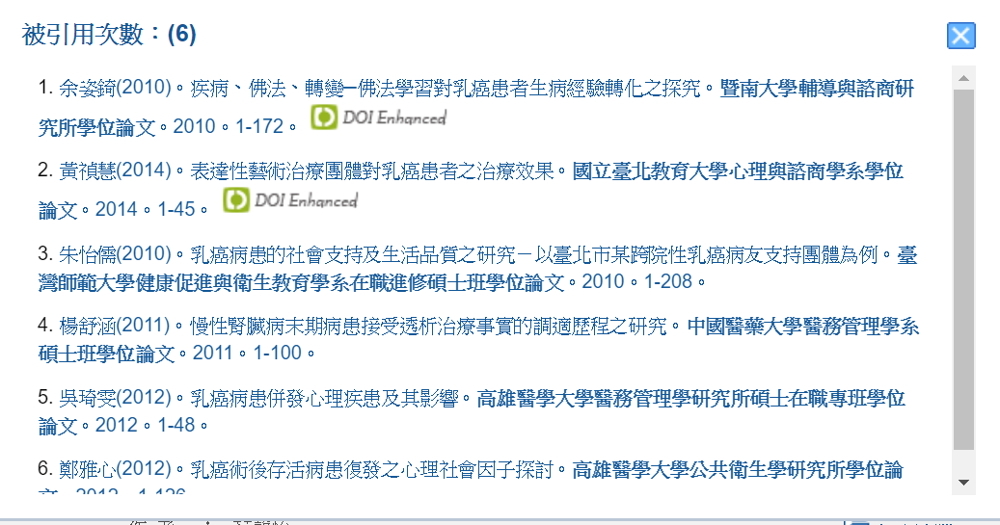 被引用次數：(6)
1. 余姿錡(2010)。疾病、佛法、轉變─佛法學習對乳癌患者生病經驗轉化之探究。暨南大學輔導與諮商研
究所學位論文。2010。1-172。 DOI Enhanced
2. 黃禎慧(2014)。表達性藝術治療團體對乳癌患者之治療效果。國立臺北教育大學心理與諮商學系學位
論文。2014。1-45。 DOI Enhanced
3. 朱怡儒(2010)。乳癌病患的社會支持及生活品質之研究－以臺北市某跨院性乳癌病友支持團體為例。臺
灣師範大學健康促進與衛生教育學系在職進修碩士班學位論文。2010。1-208。
4. 楊舒涵(2011)。慢性腎臟病末期病患接受透析治療事實的調適歷程之研究。中國醫藥大學醫務管理學系
碩士班學位論文。2011。1-100。
5. 吳琦雯(2012)。乳癌病患併發心理疾患及其影響。高雄醫學大學醫務管理學研究所碩士在職專班學位
論文。2012。1-48。
6. 鄭雅心(2012)。乳癌術後存活病患復發之心理社會因子探討。高雄醫學大學公共衛生學研究所學位論
文。2012。1-126